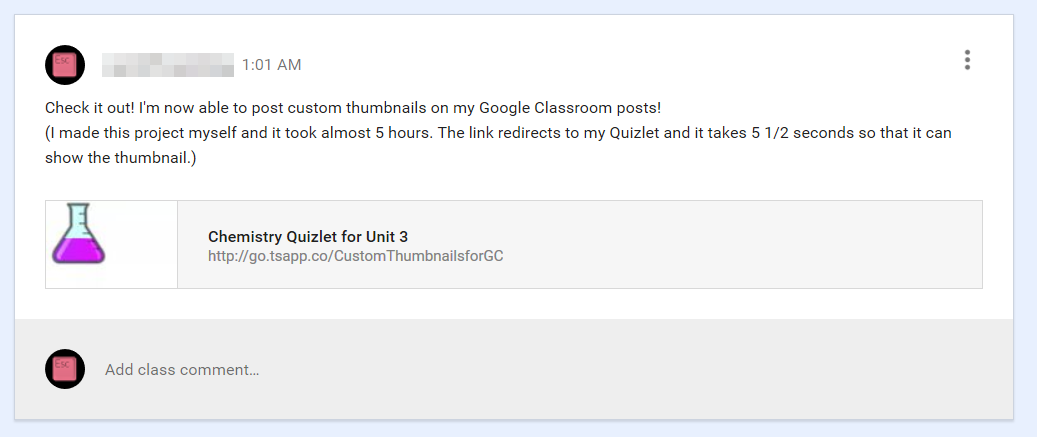 Esc
1:01 AM
Check it out! I'm now able to post custom thumbnails on my Google Classroom posts!
(I made this project myself and it took almost 5 hours. The link redirects to my Quizlet and it takes 5 1/2 seconds so that it can
show the thumbnail.)
Chemistry Quizlet for Unit 3
http://go.tsapp.co/CustomThumbnailsforGC
Esc
Add class comment...